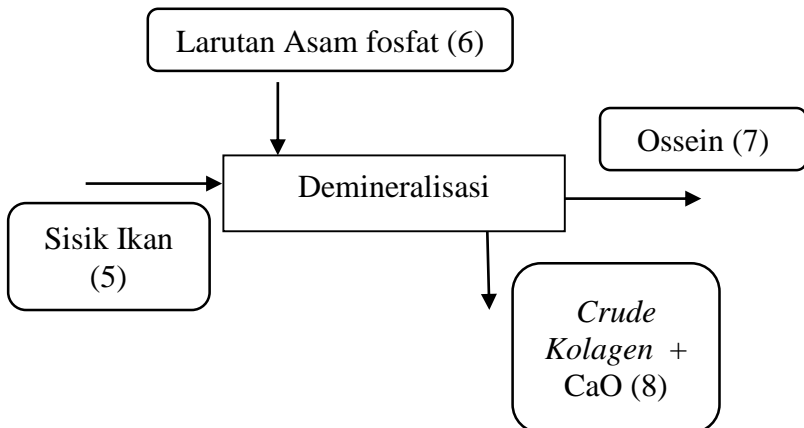 Larutan Asam fosfat (6)
Ossein (7)
Demineralisasi
Sisik Ikan
(5)
Crude
Kolagen +
CaO (8)